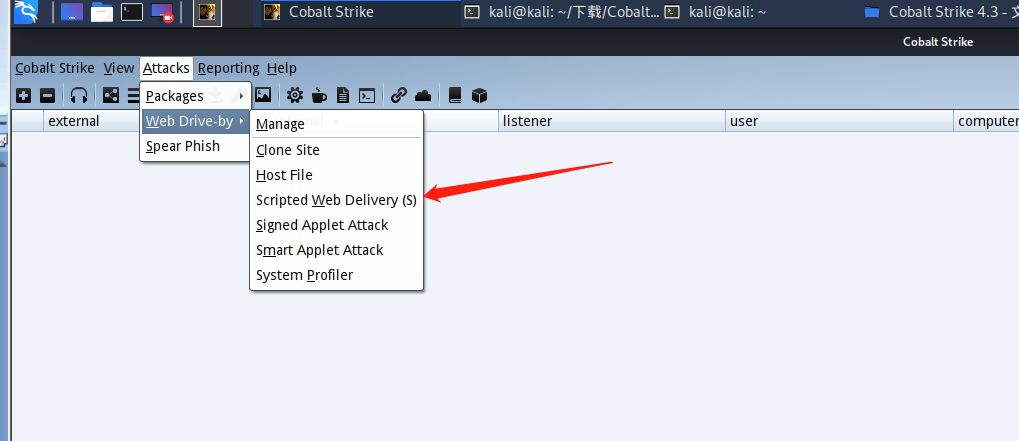 Cobalt Strike kali@kali: ~/下载/Cobalt... kali@kali: ~ Cobalt Strike 4.3 - 文
Cobalt Strike
Cobalt Strike View Attacks Reporting Help
Packages
Web Drive-by
Spear Phish
Manage
Clone Site
Host File
Scripted Web Delivery (S)
Signed Applet Attack
Smart Applet Attack
System Profiler
external listener user computer